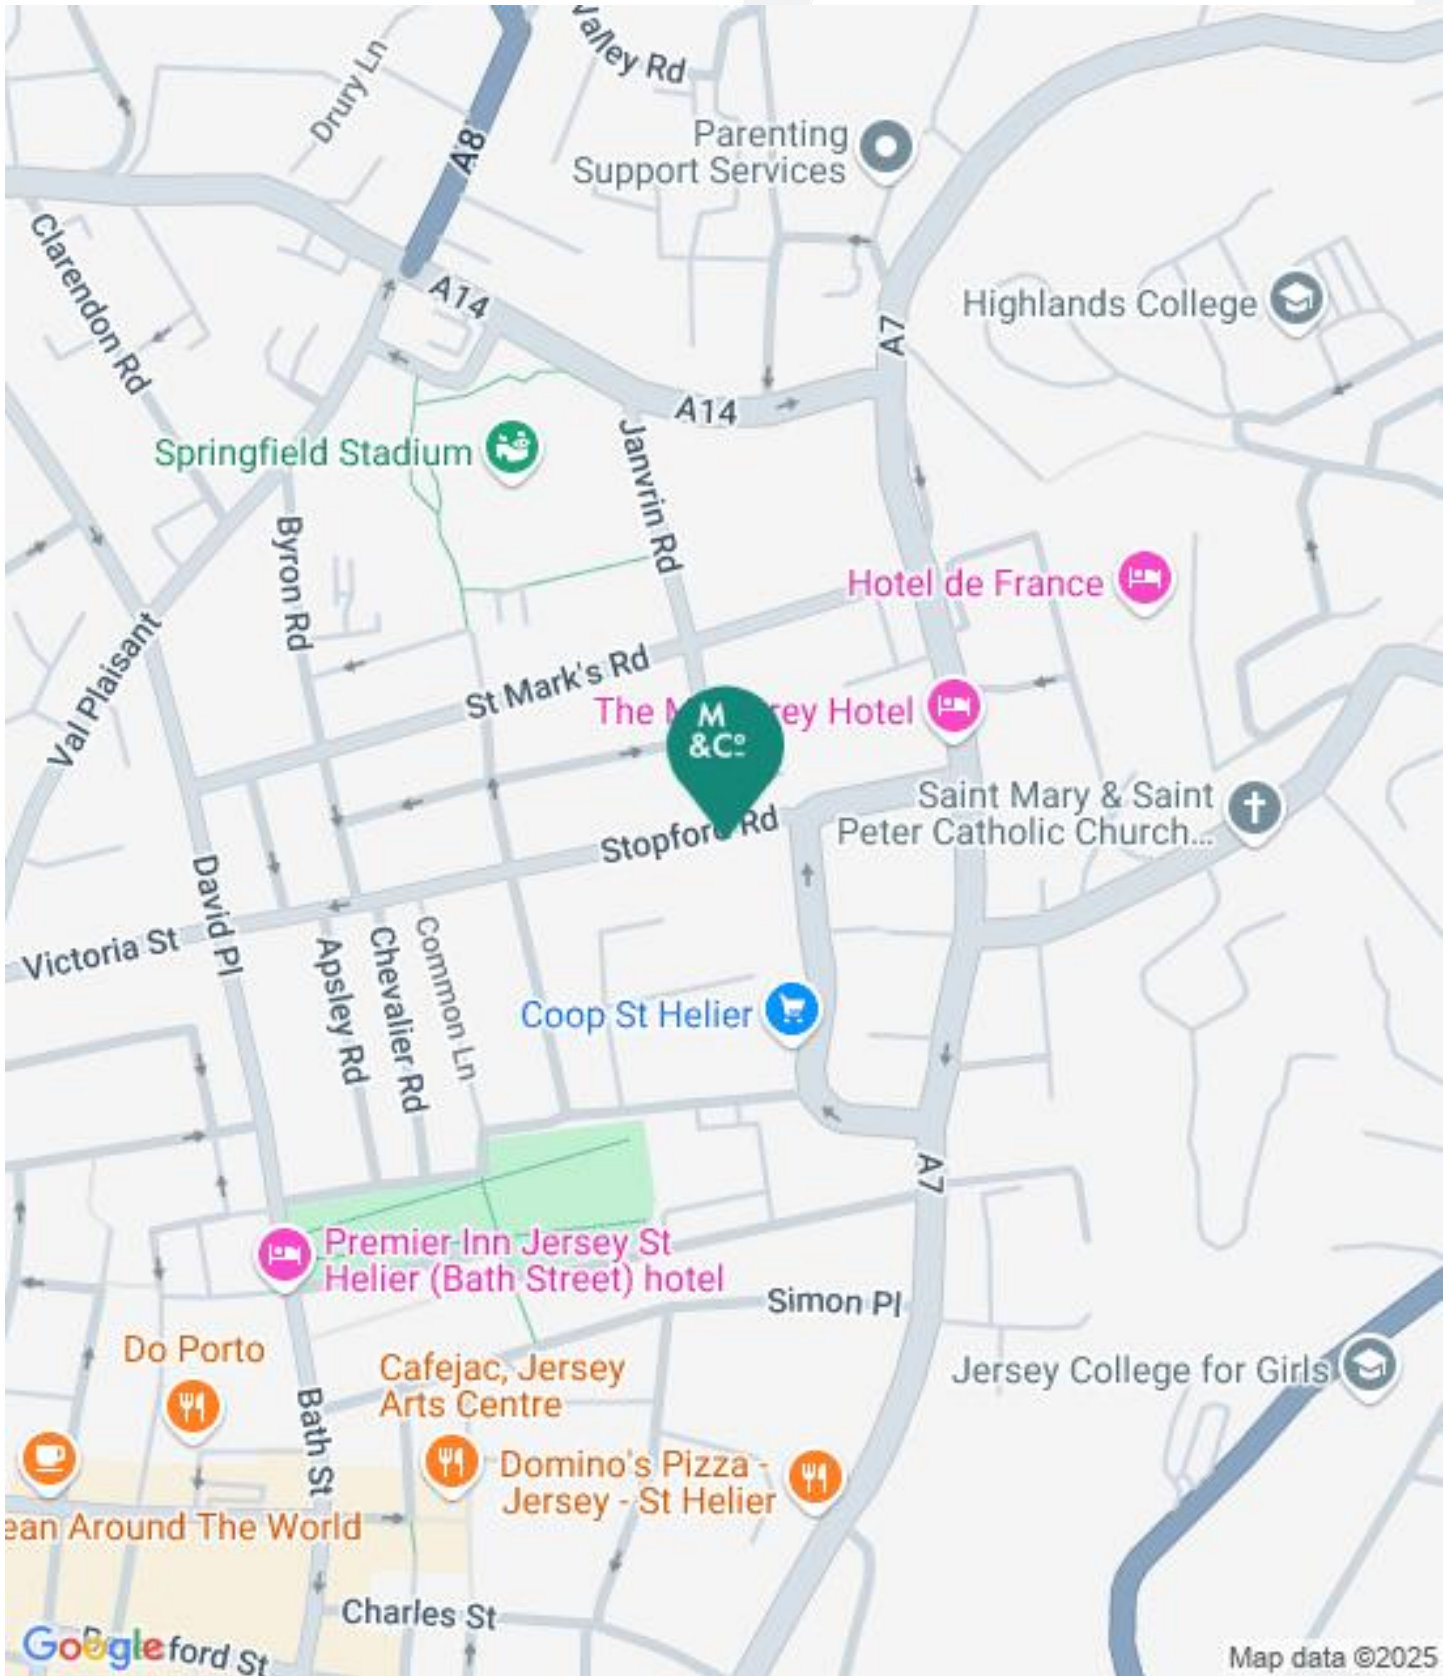 Valley Rd
Drury Ln
A8
Parenting
Support Services
Clarendon Rd
A14
Highlands College
A7
A14
Springfield Stadium
Janvrin Rd
Byron Rd
Hotel de France
Val Plaisant
St Mark's Rd
M
&Cº
The M
rey Hotel
Saint Mary & Saint
Peter Catholic Church...
Stopford Rd
David Pl
Victoria St
Apsley Rd
Chevalier Rd
Common Ln
Coop St Helier
A7
Premier Inn Jersey St
Helier (Bath Street) hotel
Simon Pl
Do Porto
Cafejac, Jersey
Arts Centre
Jersey College for Girls
Bath St
Domino's Pizza -
Jersey - St Helier
ean Around The World
Charles St
Google
ford St
Map data ©2025